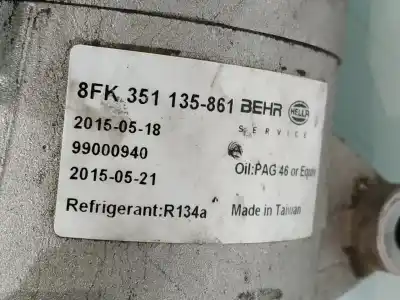 8FK 351 135-861 BEHR HELLA
SERVICE
2015-05-18
99000940
Oil:PAG 46 or
2015-05-21
Refrigerant:R134a Made in Taiwan